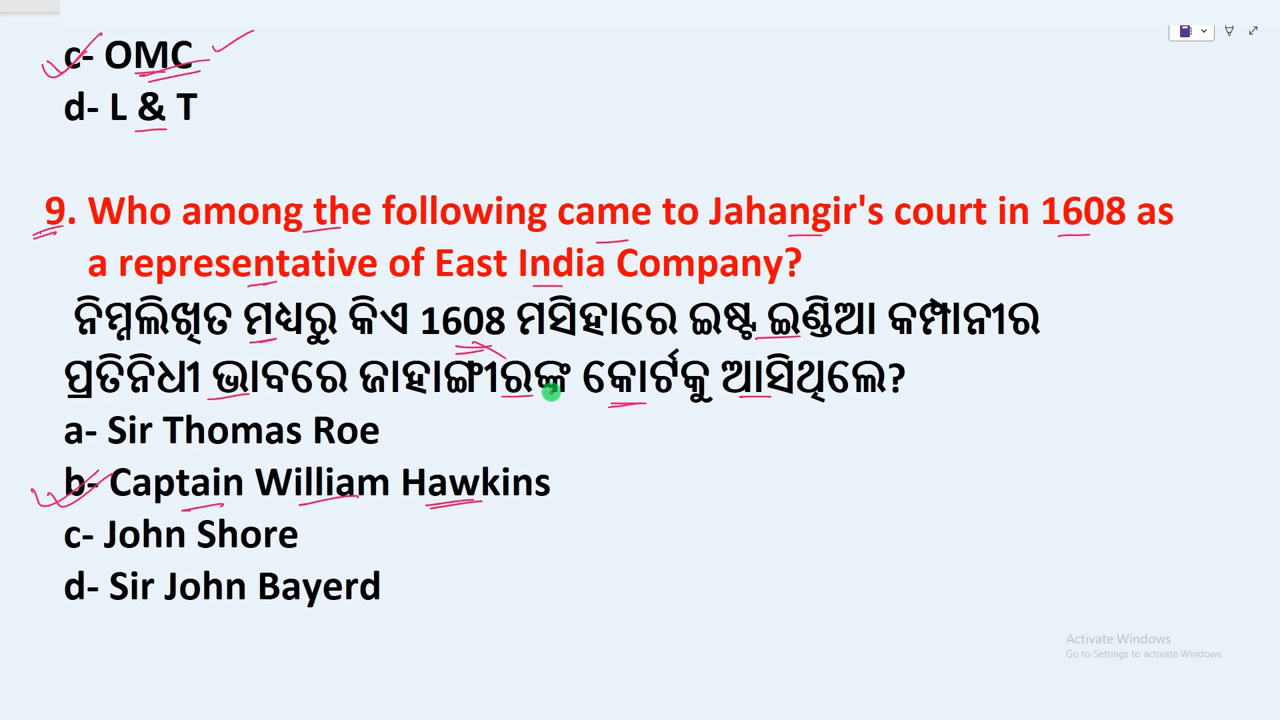 c- OMC
d- L & T
9. Who among the following came to Jahangir's court in 1608 as
a representative of East India Company?
ନିମ୍ନଲିଖିତ ମଧ୍ୟରୁ କିଏ 1608 ମସିହାରେ ଇଷ୍ଟ ଇଣ୍ଡିଆ କମ୍ପାନୀର
ପ୍ରତିନିଧୀ ଭାବରେ ଜାହାଙ୍ଗୀରଙ୍କ କୋର୍ଟକୁ ଆସିଥିଲେ?
a- Sir Thomas Roe
b- Captain William Hawkins
c- John Shore
d- Sir John Bayerd
Activate Windows
Go to Settings to activate Windows.